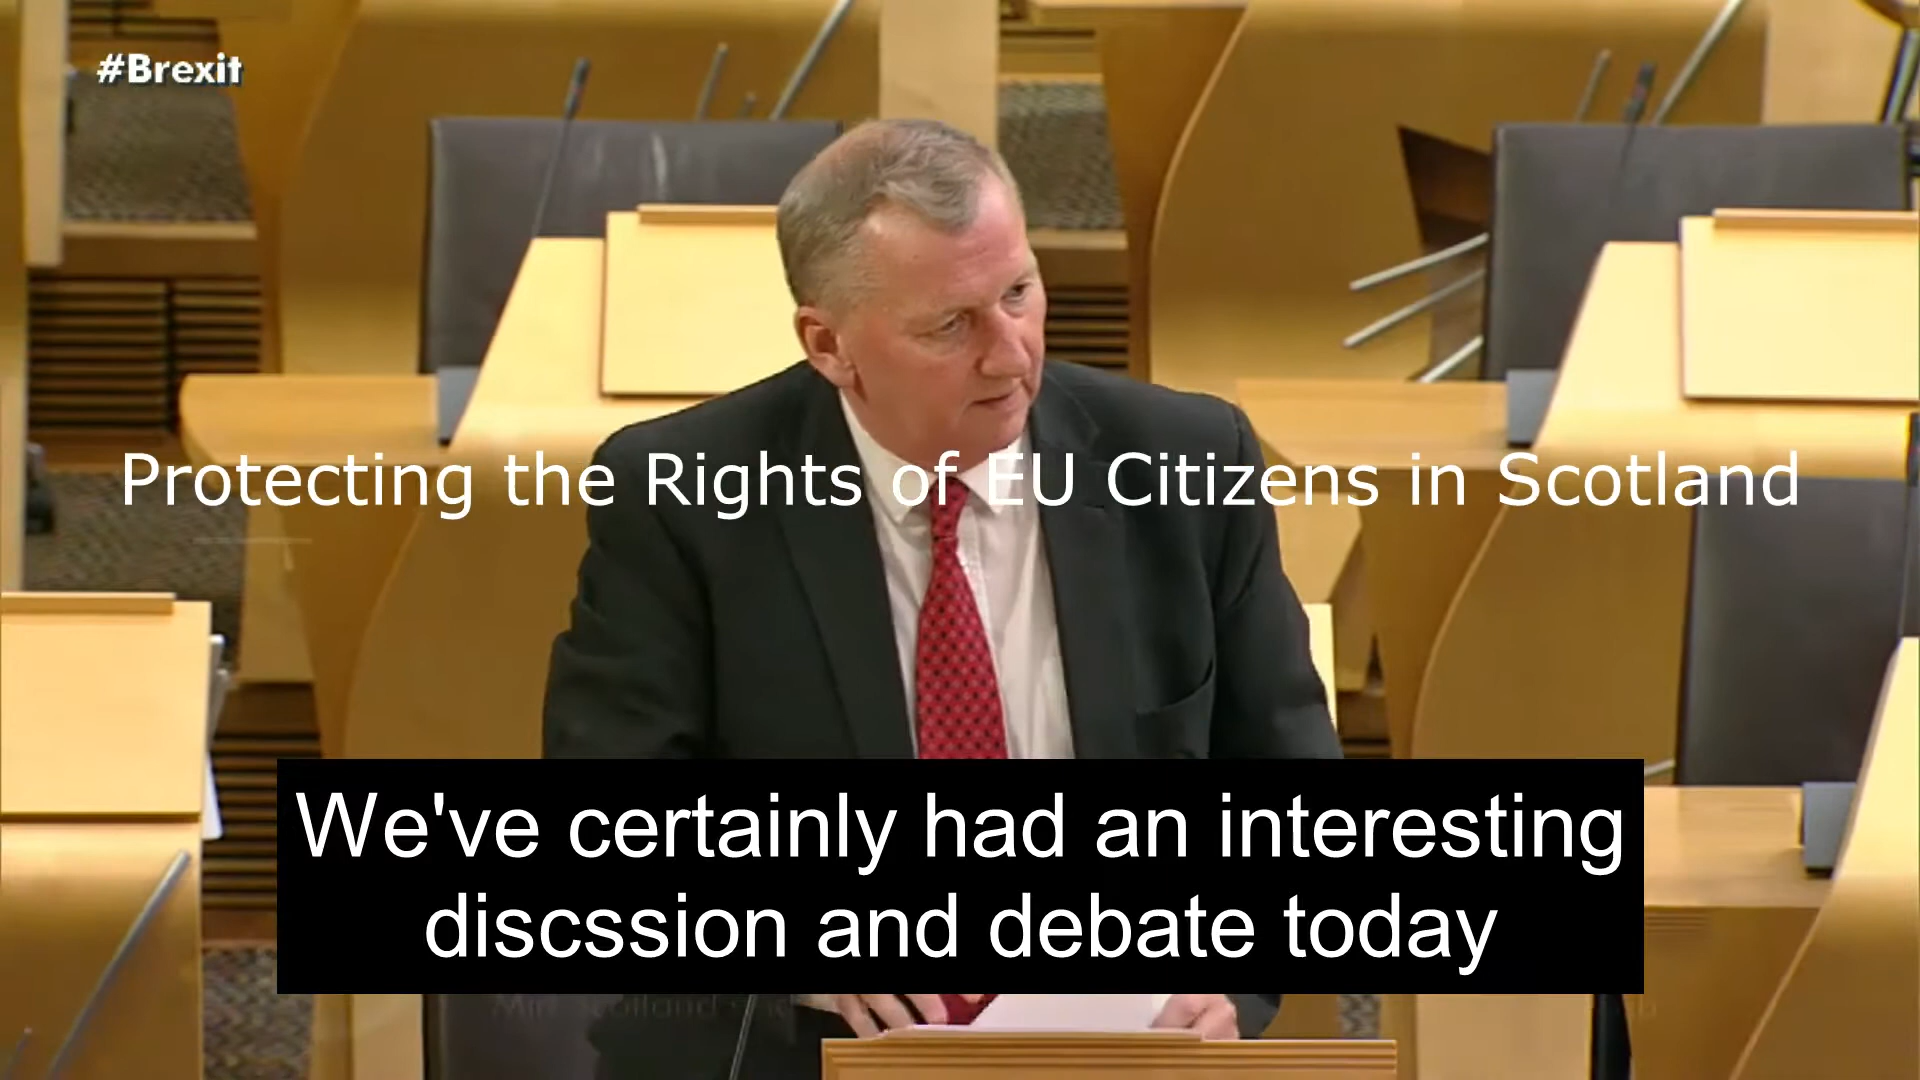 #Brexit
Protecting the Rights of EU Citizens in Scotland
We've certainly had an interesting
discssion and debate today